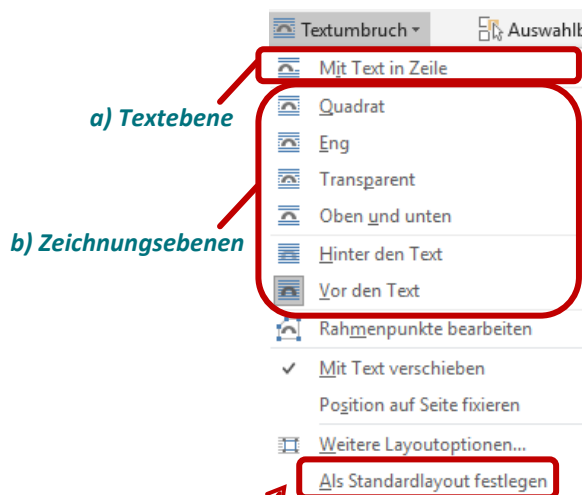 Textumbruch
Auswahlb
Mit Text in Zeile
a) Textebene
Quadrat
Eng
Transparent
Oben und unten
b) Zeichnungsebenen
Hinter den Text
Vor den Text
Rahmenpunkte bearbeiten
✓ Mit Text verschieben
Position auf Seite fixieren
Weitere Layoutoptionen...
Als Standardlayout festlegen